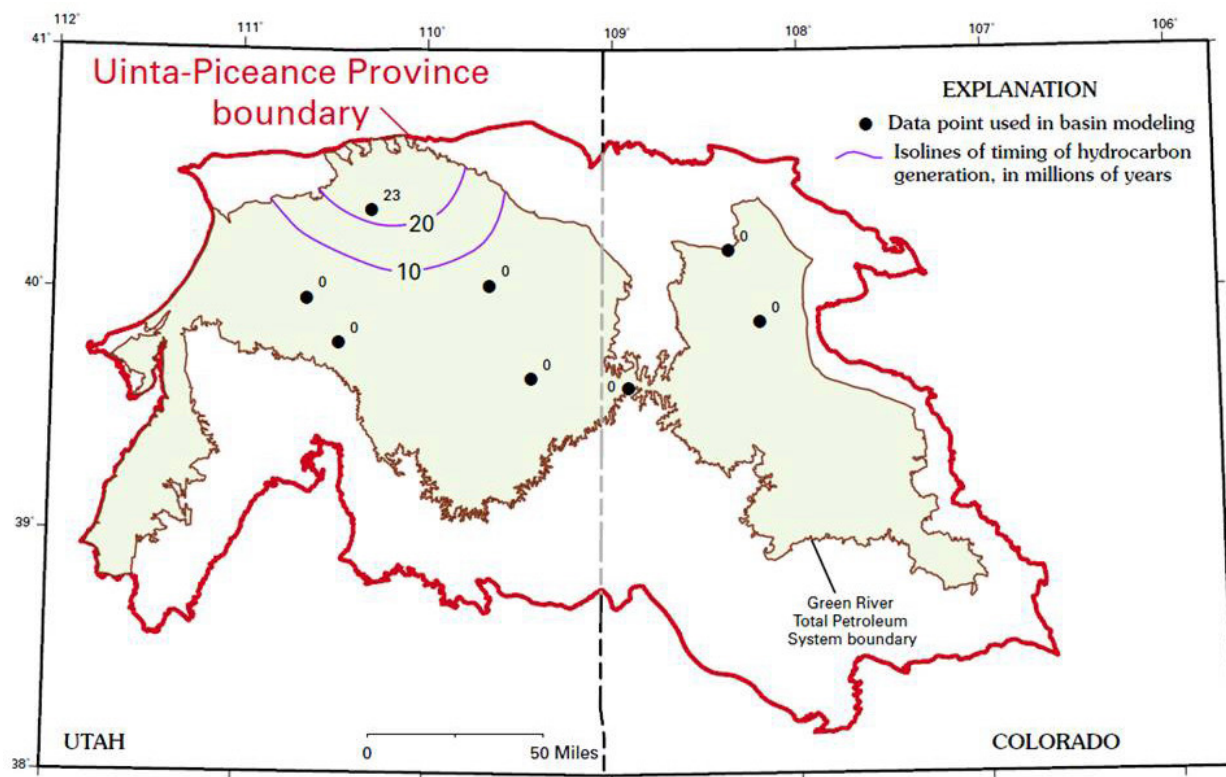 112°
111°
110°
109°
108°
107°
106°
41°
40°
39°
38°
Uinta-Piceance Province
boundary
EXPLANATION
Data point used in basin modeling
Isolines of timing of hydrocarbon
generation, in millions of years
23
20
10
0
0
0
0
0
0
0
Green River
Total Petroleum
System boundary
UTAH
0 50 Miles
COLORADO